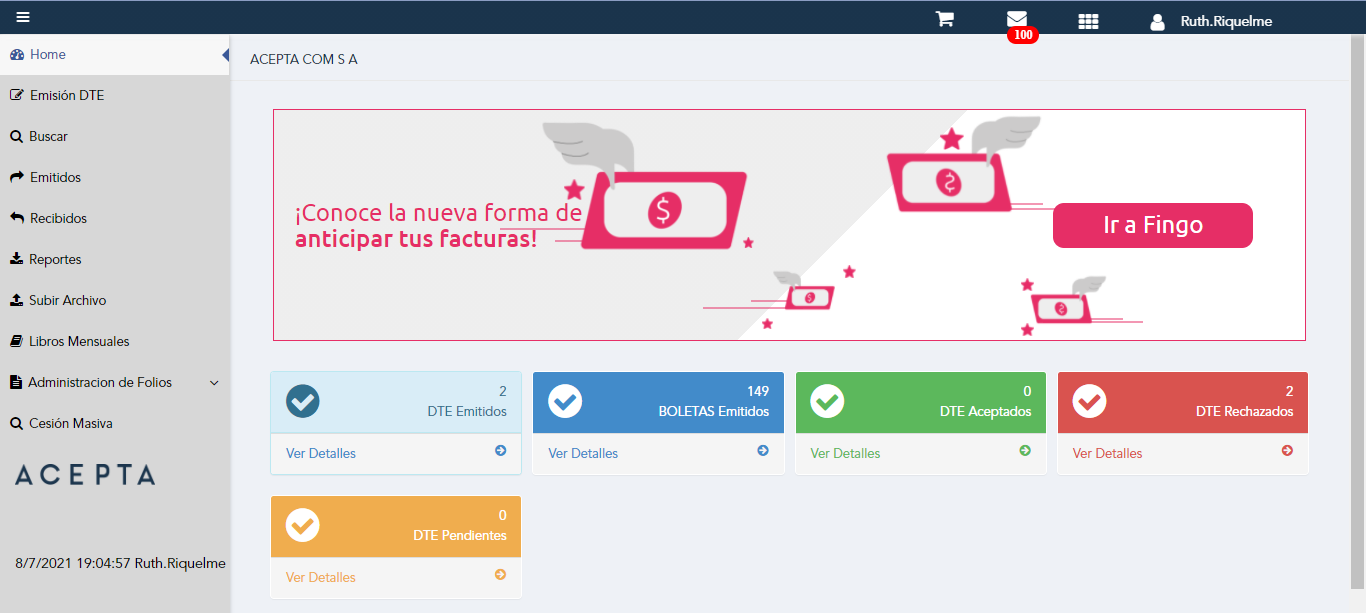 100
Ruth.Riquelme
Home
Emisión DTE
Buscar
Emitidos
Recibidos
Reportes
Subir Archivo
Libros Mensuales
Administracion de Folios
Cesión Masiva
ACEPTA
8/7/2021 19:04:57 Ruth.Riquelme
ACEPTA COM S A
¡Conoce la nueva forma de
anticipar tus facturas!
$
$
$
$
Ir a Fingo
2
DTE Emitidos
Ver Detalles
149
BOLETAS Emitidos
Ver Detalles
0
DTE Aceptados
Ver Detalles
2
DTE Rechazados
Ver Detalles
0
DTE Pendientes
Ver Detalles